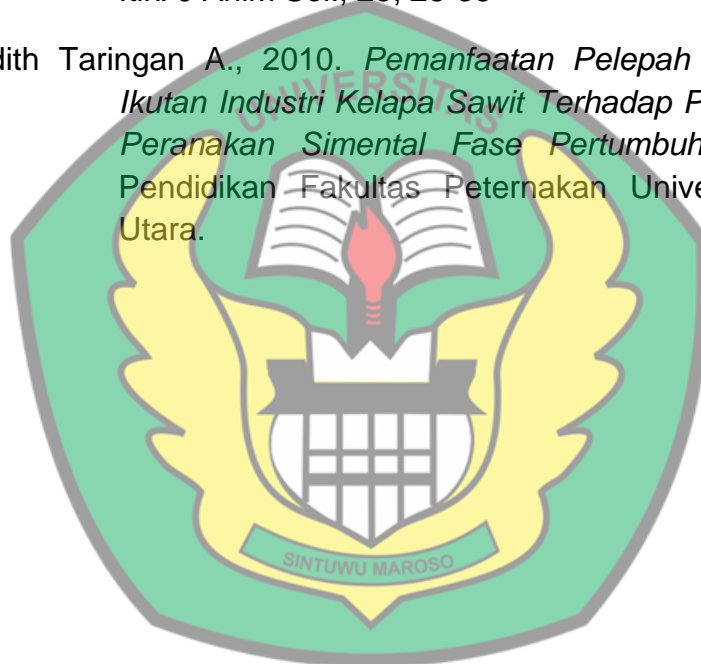 dith Taringan A., 2010. Pemanfaatan Pelepah
Ikutan Industri Kelapa Sawit Terhadap P
Peranakan Simental Fase Pertumbuh
Pendidikan Fakultas Peternakan Unive
Utara.
UNIVERSITAS
SINTUWU MAROSO